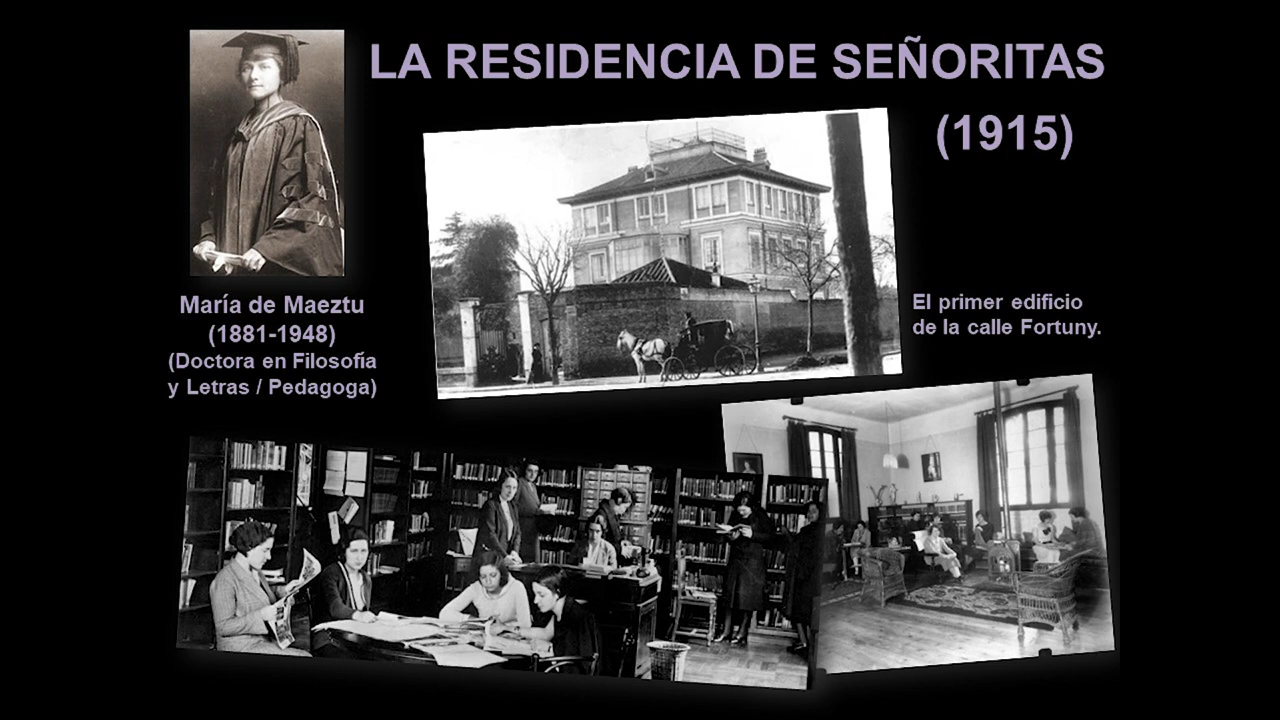 LA RESIDENCIA DE SEÑORITAS
(1915)
María de Maeztu
(1881-1948)
(Doctora en Filosofía
y Letras / Pedagoga)
El primer edificio
de la calle Fortuny.